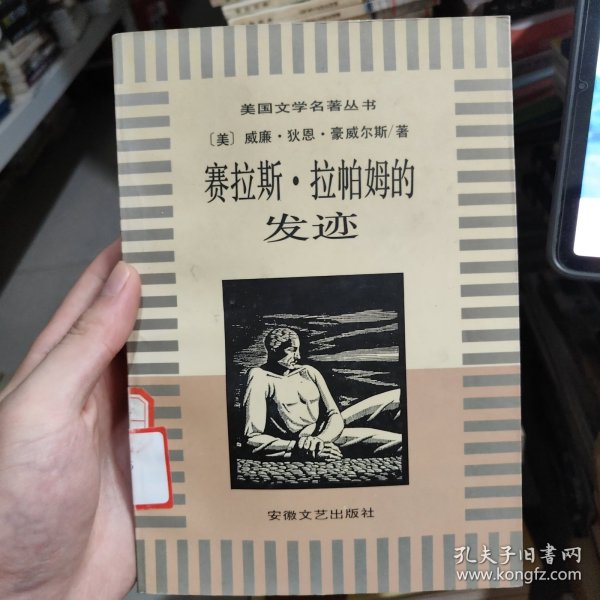 美国文学名著丛书
〔美〕威廉·狄恩·豪威尔斯/著
赛拉斯·拉帕姆的
发迹
安徽文艺出版社
孔夫子旧书网
www.kongfz.com